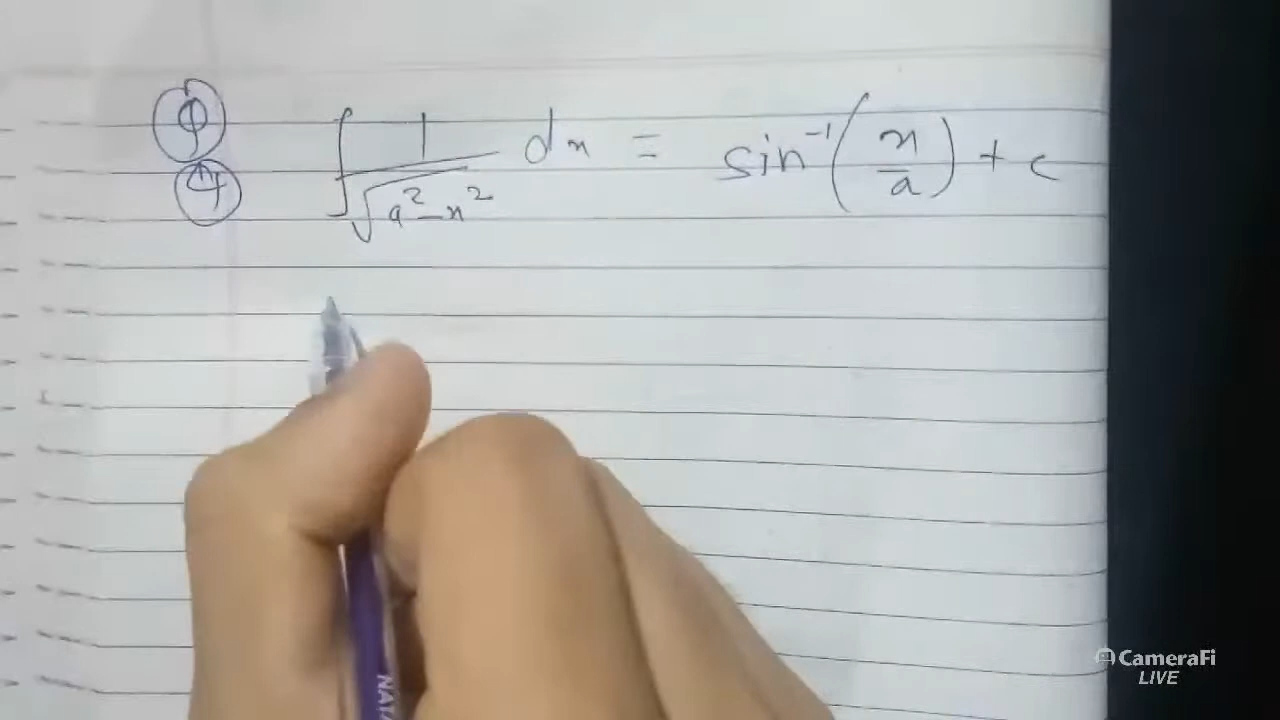 φ
4
∫ 1/√(a²-x²) dx = sin⁻¹(x/a) + c
CameraFi
LIVE